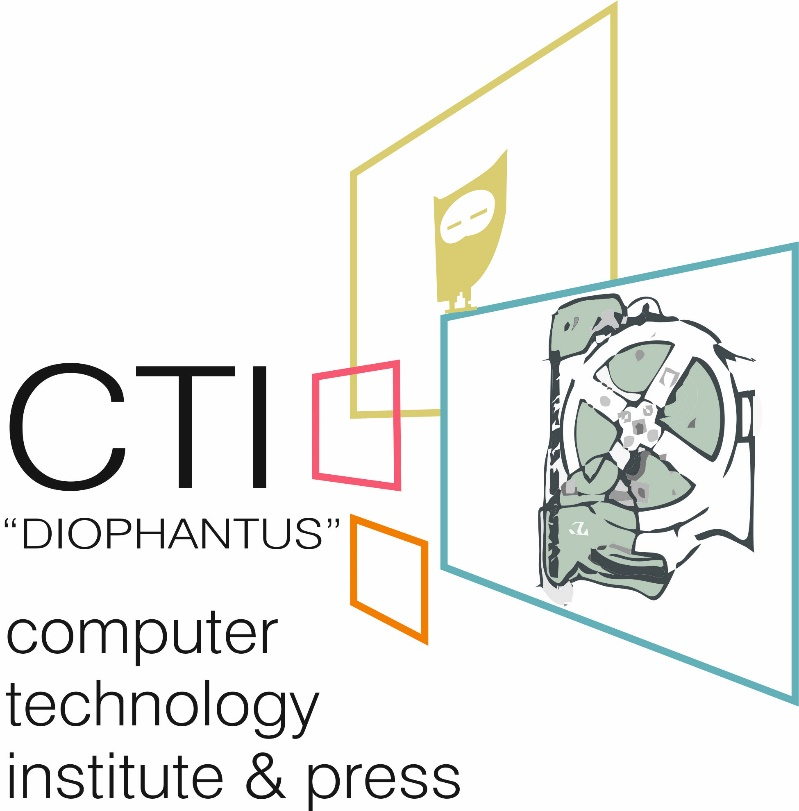 CTI
“DIOPHANTUS”
computer
technology
institute & press